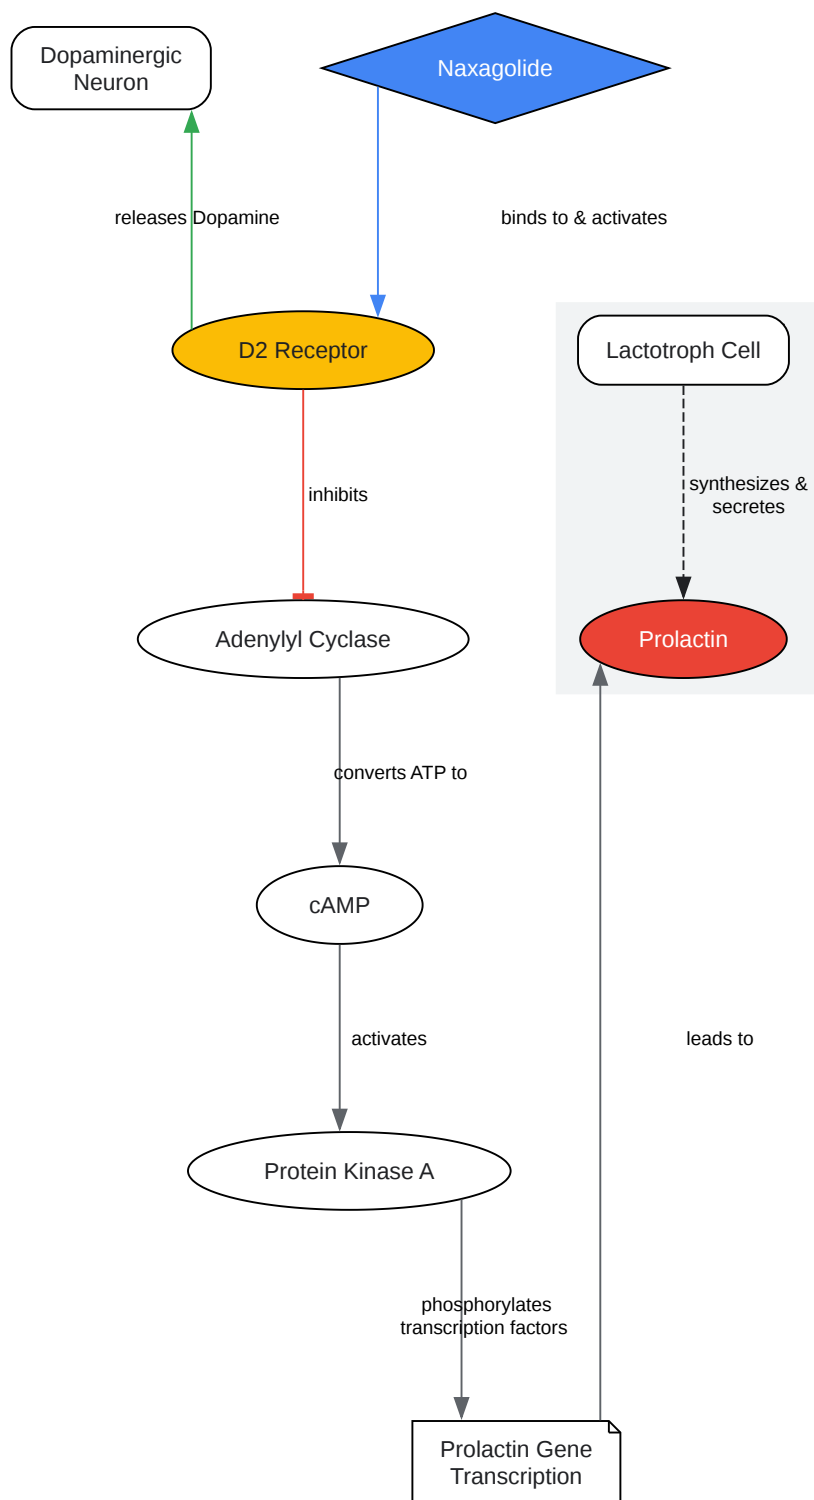 Dopaminergic
Neuron
Naxagolide
releases Dopamine
binds to & activates
D2 Receptor
Lactotroph Cell
inhibits
synthesizes &
secretes
Adenylyl Cyclase
Prolactin
converts ATP to
cAMP
activates
leads to
Protein Kinase A
phosphorylates
transcription factors
Prolactin Gene
Transcription